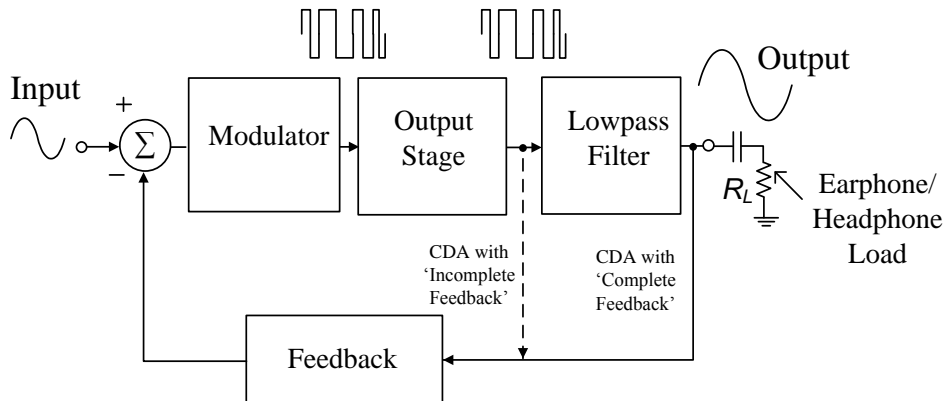 Input
+
−
Σ
Modulator
Output
Stage
Lowpass
Filter
Output
R_L
Earphone/
Headphone
Load
CDA with
‘Incomplete
Feedback’
CDA with
‘Complete
Feedback’
Feedback